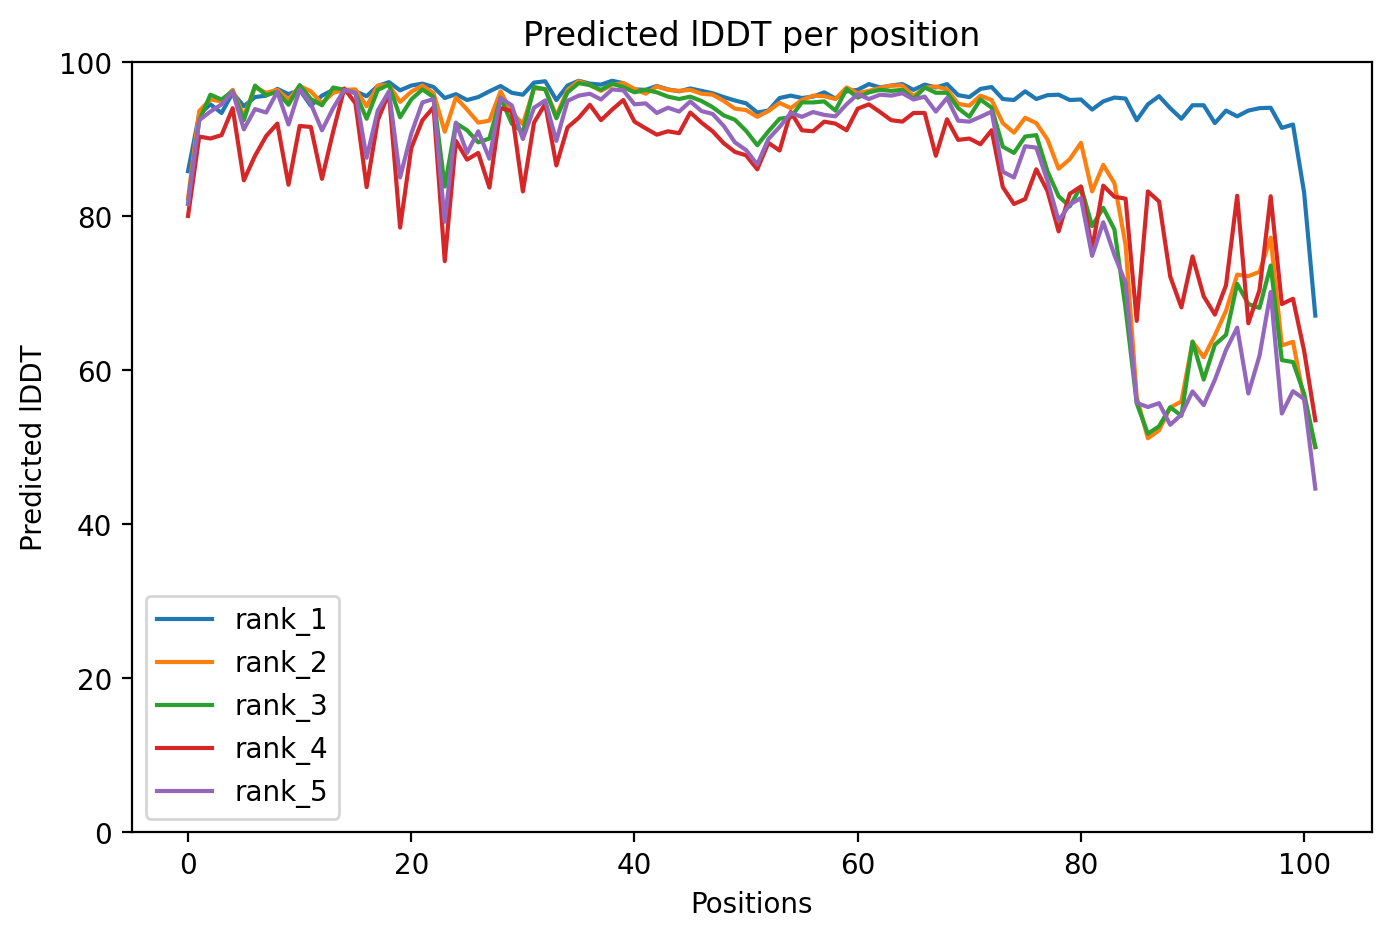 Predicted lDDT per position
100
80
60
40
20
0
Predicted lDDT
rank_1
rank_2
rank_3
rank_4
rank_5
0 20 40 60 80 100
Positions